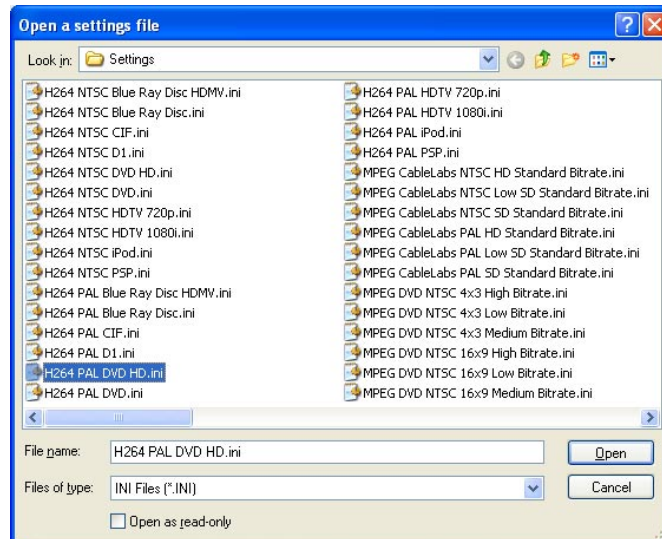 Open a settings file
Look in: Settings
H264 NTSC Blue Ray Disc HDMV.ini
H264 NTSC Blue Ray Disc.ini
H264 NTSC CIF.ini
H264 NTSC D1.ini
H264 NTSC DVD HD.ini
H264 NTSC DVD.ini
H264 NTSC HDTV 720p.ini
H264 NTSC HDTV 1080i.ini
H264 NTSC iPod.ini
H264 NTSC PSP.ini
H264 PAL Blue Ray Disc HDMV.ini
H264 PAL Blue Ray Disc.ini
H264 PAL CIF.ini
H264 PAL D1.ini
H264 PAL DVD HD.ini
H264 PAL DVD.ini
H264 PAL HDTV 720p.ini
H264 PAL HDTV 1080i.ini
H264 PAL iPod.ini
H264 PAL PSP.ini
MPEG CableLabs NTSC HD Standard Bitrate.ini
MPEG CableLabs NTSC Low SD Standard Bitrate.ini
MPEG CableLabs NTSC SD Standard Bitrate.ini
MPEG CableLabs PAL HD Standard Bitrate.ini
MPEG CableLabs PAL Low SD Standard Bitrate.ini
MPEG CableLabs PAL SD Standard Bitrate.ini
MPEG DVD NTSC 4x3 High Bitrate.ini
MPEG DVD NTSC 4x3 Low Bitrate.ini
MPEG DVD NTSC 4x3 Medium Bitrate.ini
MPEG DVD NTSC 16x9 High Bitrate.ini
MPEG DVD NTSC 16x9 Low Bitrate.ini
MPEG DVD NTSC 16x9 Medium Bitrate.ini
File name: H264 PAL DVD HD.ini Open
Files of type: INI Files (*.INI) Cancel
Open as read-only